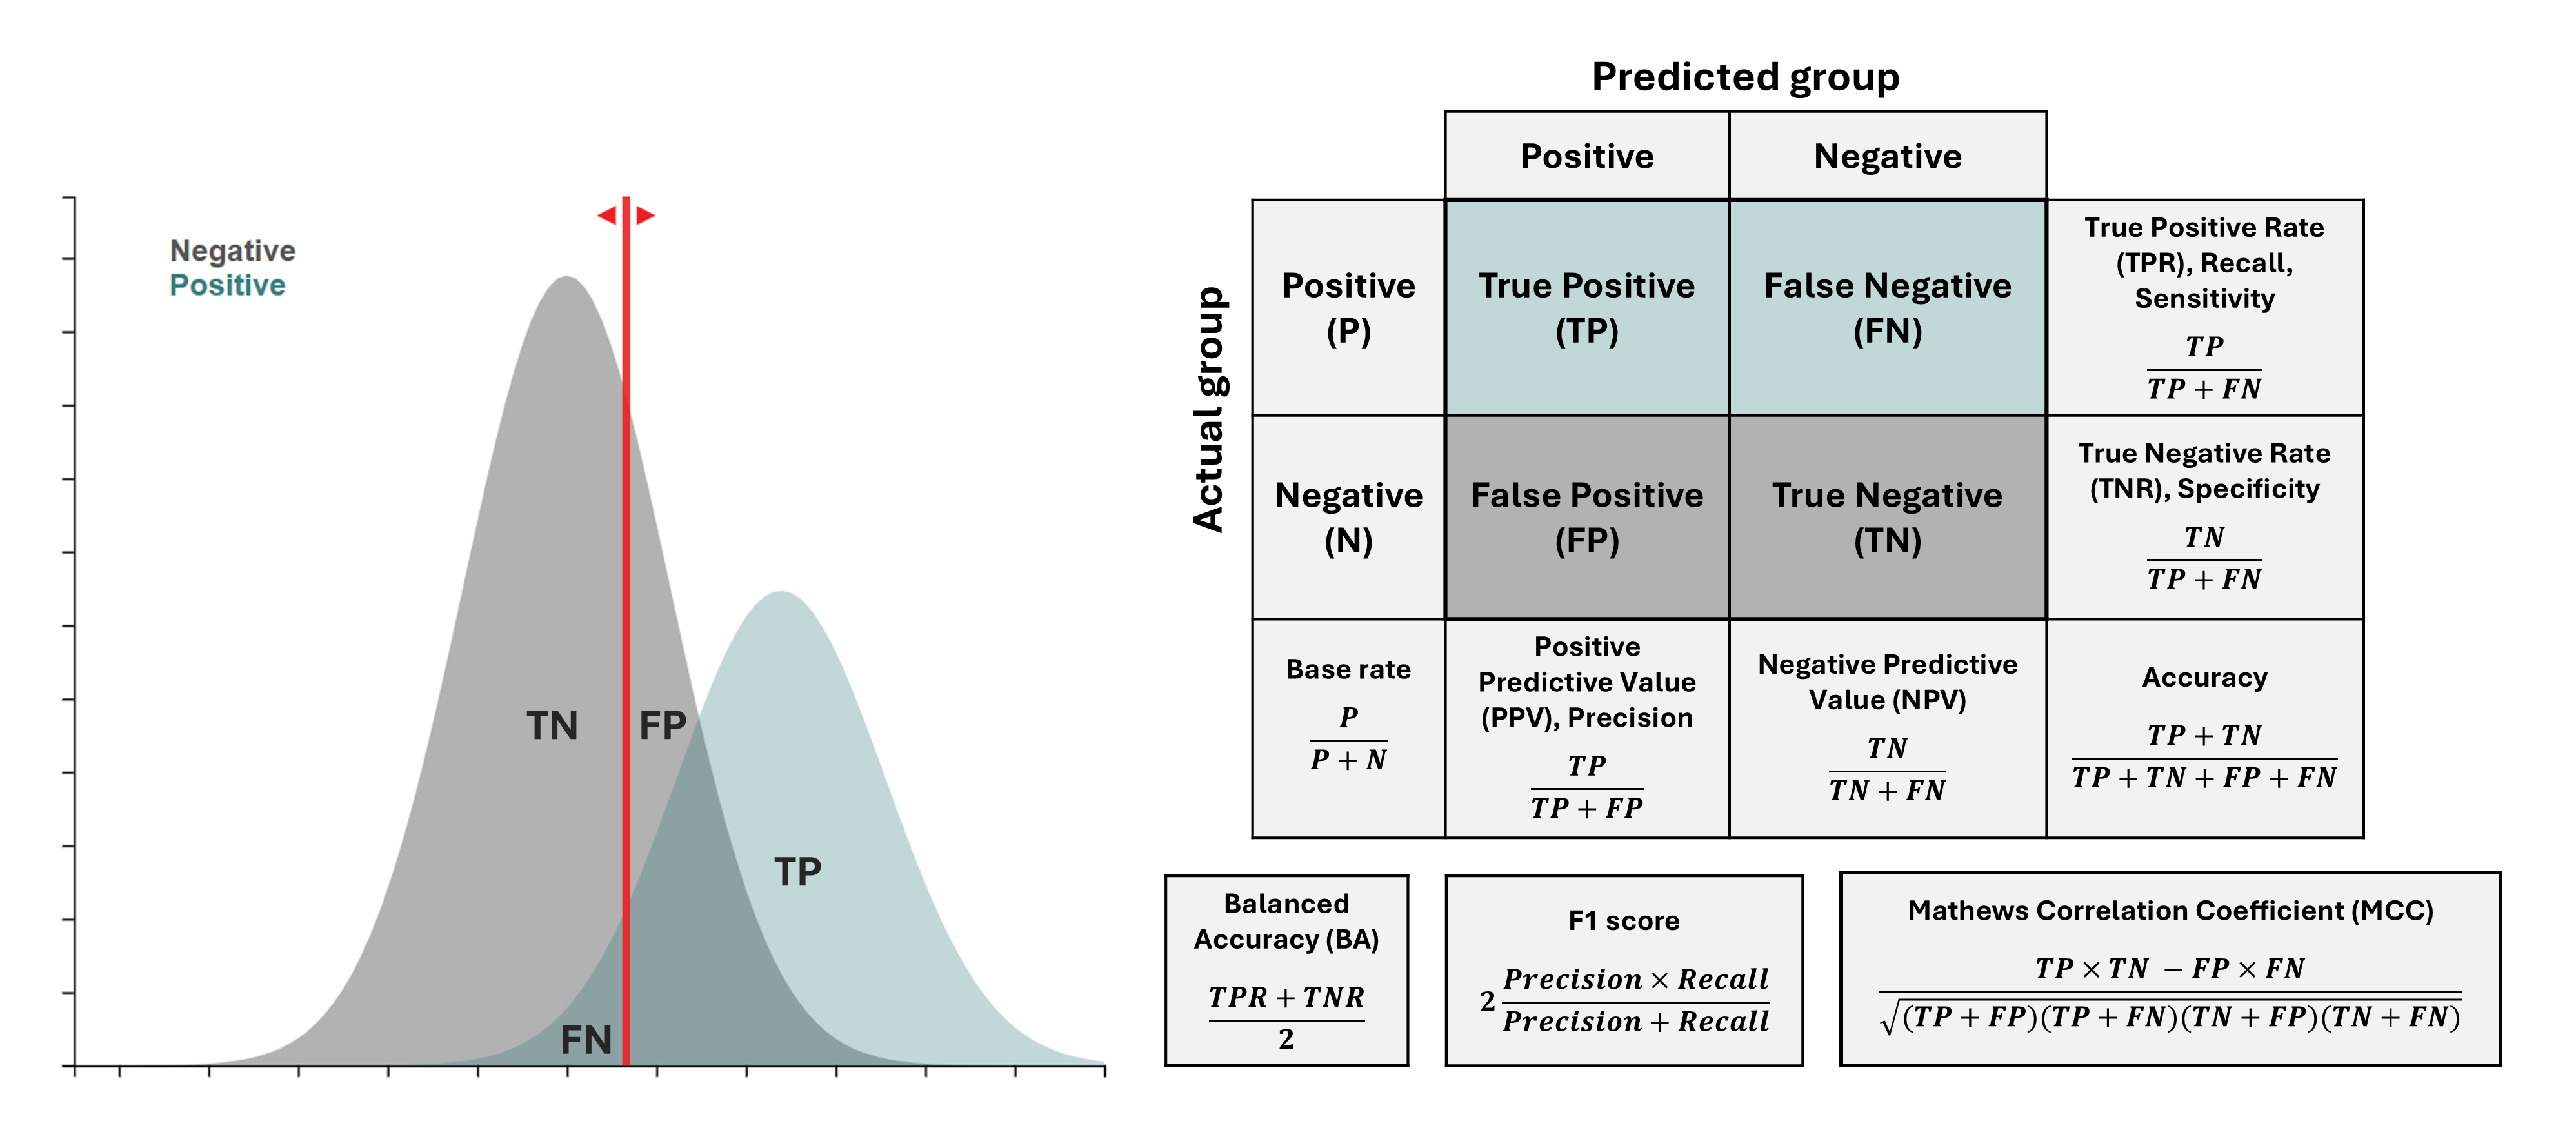 Negative
Positive
TN
FP
TP
FN
Predicted group
Positive
Negative
Actual group
Positive
(P)
True Positive
(TP)
False Negative
(FN)
True Positive Rate
(TPR), Recall,
Sensitivity
TP
TP + FN
Negative
(N)
False Positive
(FP)
True Negative
(TN)
True Negative Rate
(TNR), Specificity
TN
TP + FN
Base rate
P
P + N
Positive
Predictive Value
(PPV), Precision
TP
TP + FP
Negative Predictive
Value (NPV)
TN
TN + FN
Accuracy
TP + TN
TP + TN + FP + FN
Balanced
Accuracy (BA)
TPR + TNR
2
F1 score
2
Precision × Recall
Precision + Recall
Mathews Correlation Coefficient (MCC)
TP × TN − FP × FN
√(TP + FP)(TP + FN)(TN + FP)(TN + FN)